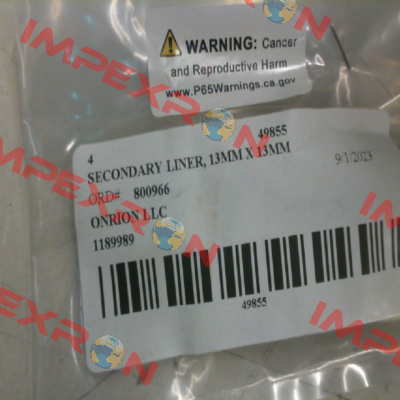 WARNING: Cancer
and Reproductive Harm
www.P65Warnings.ca.gov
4 49855
SECONDARY LINER, 13MM X 13MM
ORD#: 800966 9/1/2023
ONRION LLC
1189989
49855
IMPEXRON
IMPEXRON
IMPEXRON
IMPEXRON